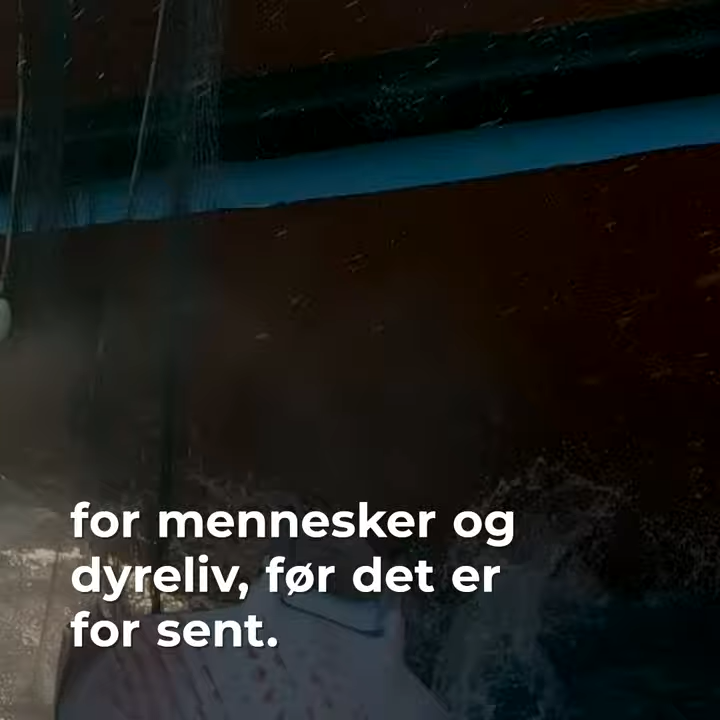 for mennesker og
dyreliv, før det er
for sent.